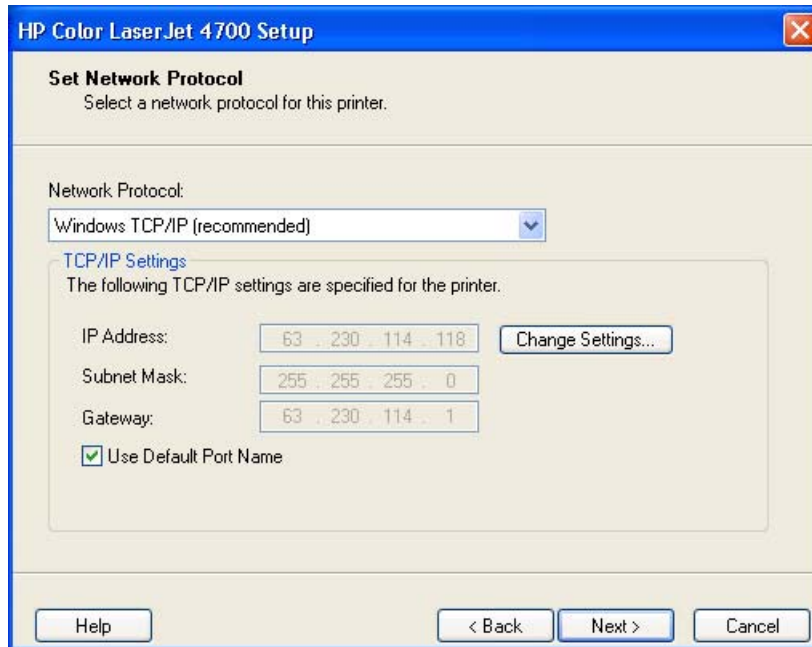 HP Color LaserJet 4700 Setup
Set Network Protocol
Select a network protocol for this printer.
Network Protocol:
Windows TCP/IP (recommended)
TCP/IP Settings
The following TCP/IP settings are specified for the printer.
IP Address: 63 . 230 . 114 . 118 Change Settings...
Subnet Mask: 255 . 255 . 255 . 0
Gateway: 63 . 230 . 114 . 1
Use Default Port Name
Help < Back Next > Cancel